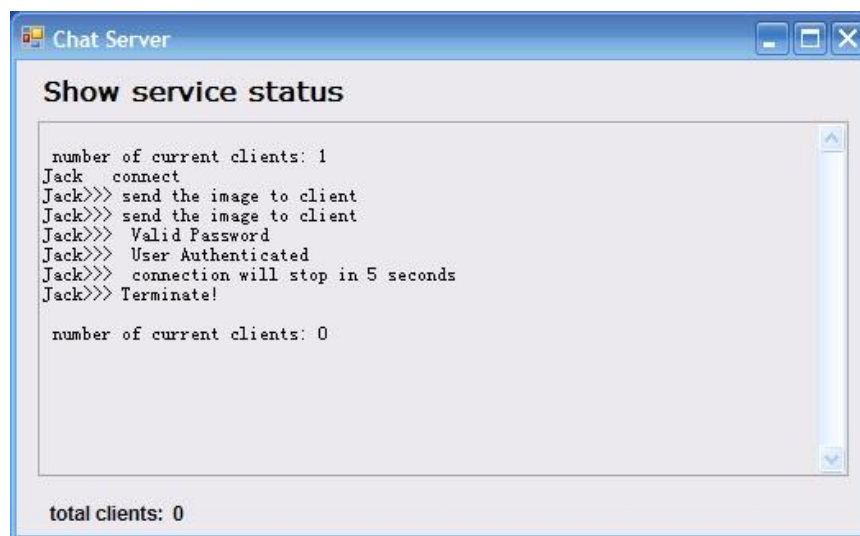 Chat Server
Show service status
number of current clients: 1
Jack   connect
Jack>>> send the image to client
Jack>>> send the image to client
Jack>>>  Valid Password
Jack>>>  User Authenticated
Jack>>>  connection will stop in 5 seconds
Jack>>> Terminate!
number of current clients: 0
total clients: 0